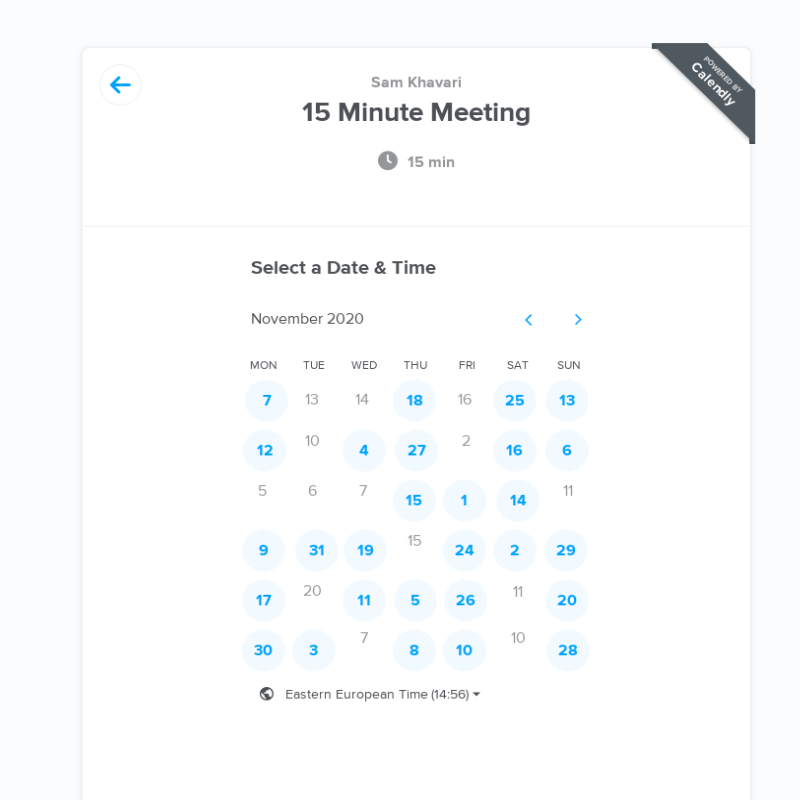 POWERED BY
Calendly
Sam Khavari
15 Minute Meeting
15 min
Select a Date & Time
November 2020
MON TUE WED THU FRI SAT SUN
7 13 14 18 16 25 13
12 10 4 27 2 16 6
5 6 7 15 1 14 11
9 31 19 15 24 2 29
17 20 11 5 26 11 20
30 3 7 8 10 10 28
Eastern European Time (14:56)